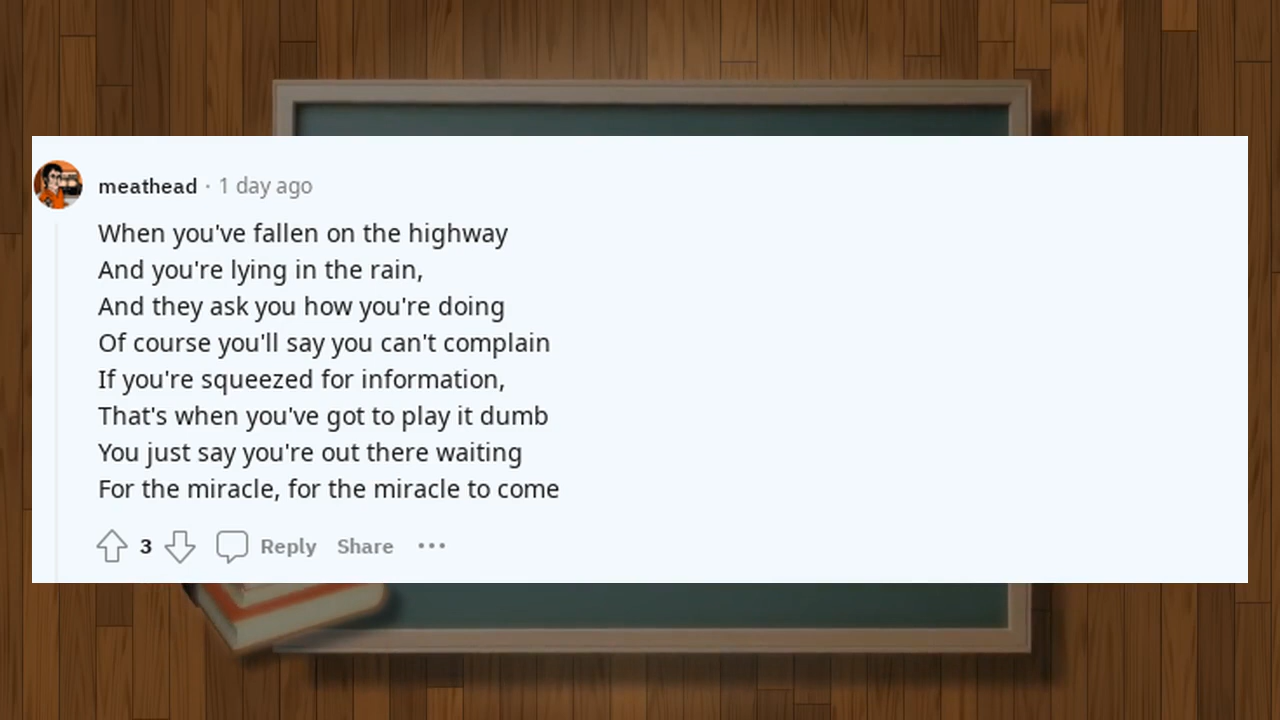 meathead · 1 day ago
When you've fallen on the highway
And you're lying in the rain,
And they ask you how you're doing
Of course you'll say you can't complain
If you're squeezed for information,
That's when you've got to play it dumb
You just say you're out there waiting
For the miracle, for the miracle to come
3 Reply Share ···